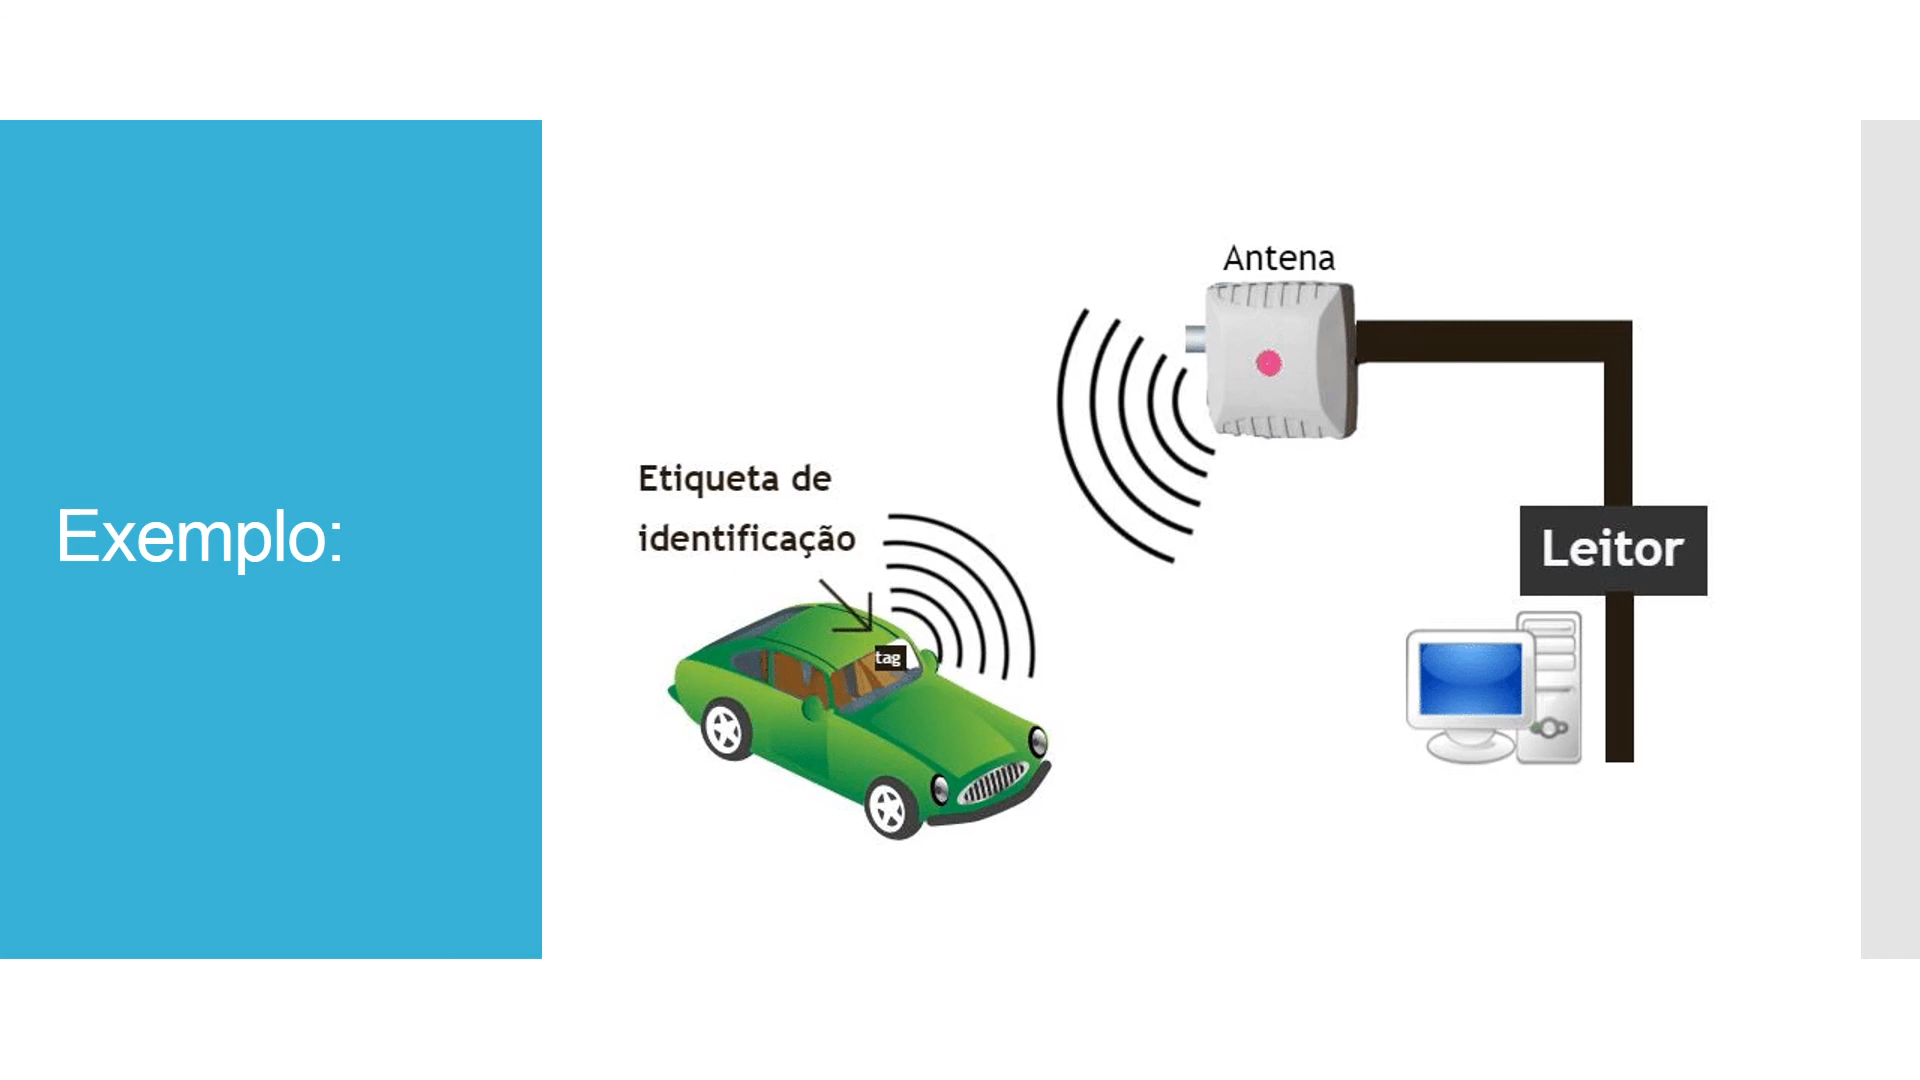 Exemplo:
Antena
Etiqueta de
identificação
tag
Leitor